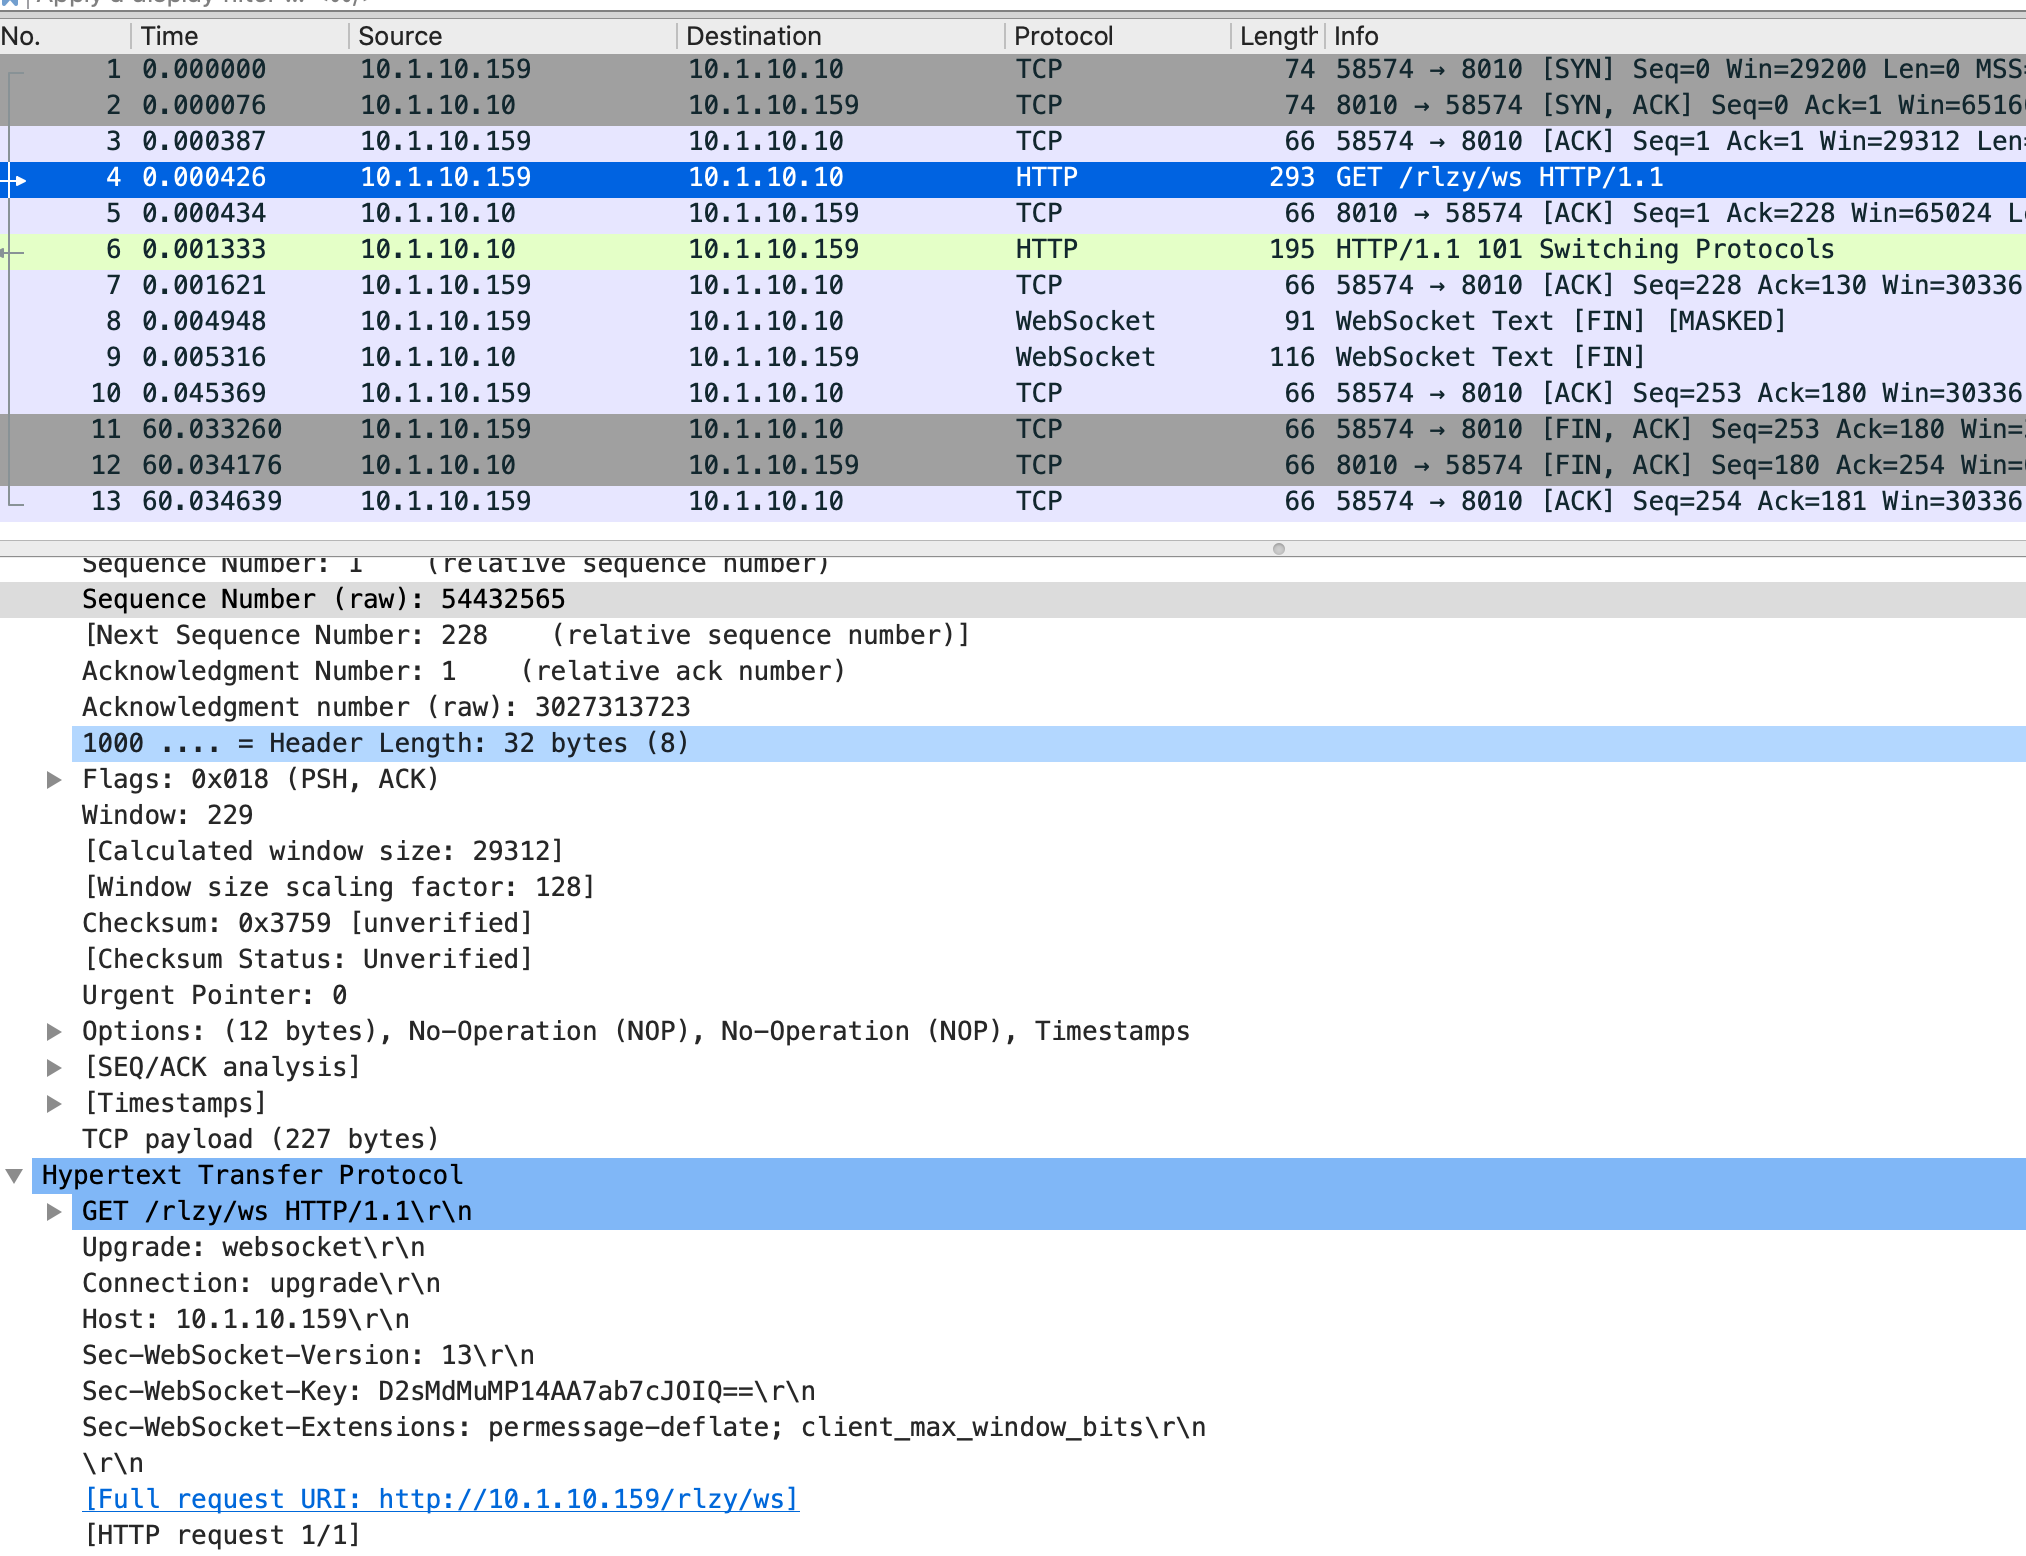 No. Time Source Destination Protocol Length Info
1 0.000000 10.1.10.159 10.1.10.10 TCP 74 58574 → 8010 [SYN] Seq=0 Win=29200 Len=0 MSS=
2 0.000076 10.1.10.10 10.1.10.159 TCP 74 8010 → 58574 [SYN, ACK] Seq=0 Ack=1 Win=6516
3 0.000387 10.1.10.159 10.1.10.10 TCP 66 58574 → 8010 [ACK] Seq=1 Ack=1 Win=29312 Len=
4 0.000426 10.1.10.159 10.1.10.10 HTTP 293 GET /rlzy/ws HTTP/1.1
5 0.000434 10.1.10.10 10.1.10.159 TCP 66 8010 → 58574 [ACK] Seq=1 Ack=228 Win=65024 L
6 0.001333 10.1.10.10 10.1.10.159 HTTP 195 HTTP/1.1 101 Switching Protocols
7 0.001621 10.1.10.159 10.1.10.10 TCP 66 58574 → 8010 [ACK] Seq=228 Ack=130 Win=30336
8 0.004948 10.1.10.159 10.1.10.10 WebSocket 91 WebSocket Text [FIN] [MASKED]
9 0.005316 10.1.10.10 10.1.10.159 WebSocket 116 WebSocket Text [FIN]
10 0.045369 10.1.10.159 10.1.10.10 TCP 66 58574 → 8010 [ACK] Seq=253 Ack=180 Win=30336
11 60.033260 10.1.10.159 10.1.10.10 TCP 66 58574 → 8010 [FIN, ACK] Seq=253 Ack=180 Win=
12 60.034176 10.1.10.10 10.1.10.159 TCP 66 8010 → 58574 [FIN, ACK] Seq=180 Ack=254 Win=
13 60.034639 10.1.10.159 10.1.10.10 TCP 66 58574 → 8010 [ACK] Seq=254 Ack=181 Win=30336
Sequence Number: 1 (relative sequence number)
Sequence Number (raw): 54432565
[Next Sequence Number: 228 (relative sequence number)]
Acknowledgment Number: 1 (relative ack number)
Acknowledgment number (raw): 3027313723
1000 .... = Header Length: 32 bytes (8)
Flags: 0x018 (PSH, ACK)
Window: 229
[Calculated window size: 29312]
[Window size scaling factor: 128]
Checksum: 0x3759 [unverified]
[Checksum Status: Unverified]
Urgent Pointer: 0
Options: (12 bytes), No-Operation (NOP), No-Operation (NOP), Timestamps
[SEQ/ACK analysis]
[Timestamps]
TCP payload (227 bytes)
Hypertext Transfer Protocol
GET /rlzy/ws HTTP/1.1\r\n
Upgrade: websocket\r\n
Connection: upgrade\r\n
Host: 10.1.10.159\r\n
Sec-WebSocket-Version: 13\r\n
Sec-WebSocket-Key: D2sMdMuMP14AA7ab7cJOIQ==\r\n
Sec-WebSocket-Extensions: permessage-deflate; client_max_window_bits\r\n
\r\n
[Full request URI: http://10.1.10.159/rlzy/ws]
[HTTP request 1/1]